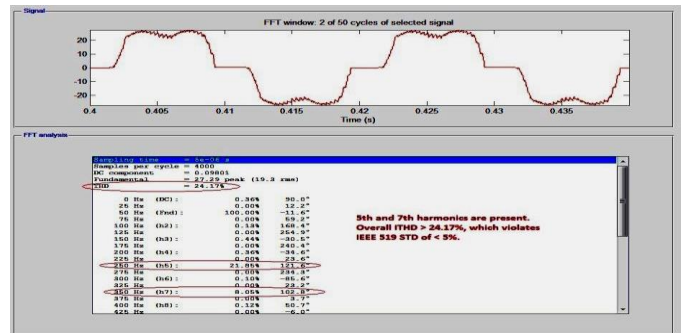 Signal
FFT window: 2 of 50 cycles of selected signal
20
10
0
-10
-20
0.4 0.405 0.41 0.415 0.42 0.425 0.43 0.435
Time (s)
FFT analysis
Sampling time = 5e-06 s
Samples per cycle = 4000
DC component = 0.09801
Fundamental = 27.29 peak (19.3 rms)
THD = 24.17%
0 Hz (DC): 0.36% 90.0°
25 Hz 0.00% 12.2°
50 Hz (Fnd): 100.00% -11.6°
75 Hz 0.00% 59.2°
100 Hz (h2): 0.13% 168.4°
125 Hz 0.00% 254.9°
150 Hz (h3): 0.44% -30.5°
175 Hz 0.00% 240.4°
200 Hz (h4): 0.36% -34.6°
225 Hz 0.00% 23.6°
250 Hz (h5): 21.85% 121.6°
275 Hz 0.00% 234.3°
300 Hz (h6): 0.10% -85.6°
325 Hz 0.00% 23.2°
350 Hz (h7): 8.05% 102.8°
375 Hz 0.00% 3.7°
400 Hz (h8): 0.12% 50.7°
425 Hz 0.00% -6.0°
5th and 7th harmonics are present.
Overall ITHD > 24.17%, which violates
IEEE 519 STD of < 5%.